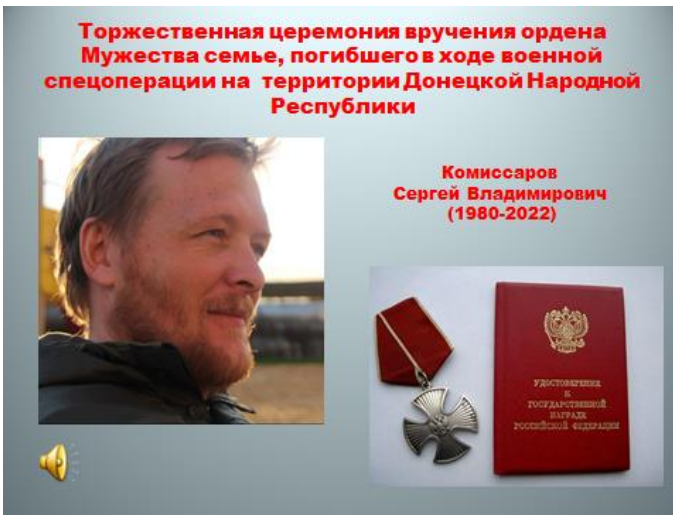 Торжественная церемония вручения ордена
Мужества семье, погибшего в ходе военной
спецоперации на территории Донецкой Народной
Республики
Комиссаров
Сергей Владимирович
(1980-2022)
УДОСТОВЕРЕНИЕ
К
ГОСУДАРСТВЕННОЙ
НАГРАДЕ
РОССИЙСКОЙ ФЕДЕРАЦИИ